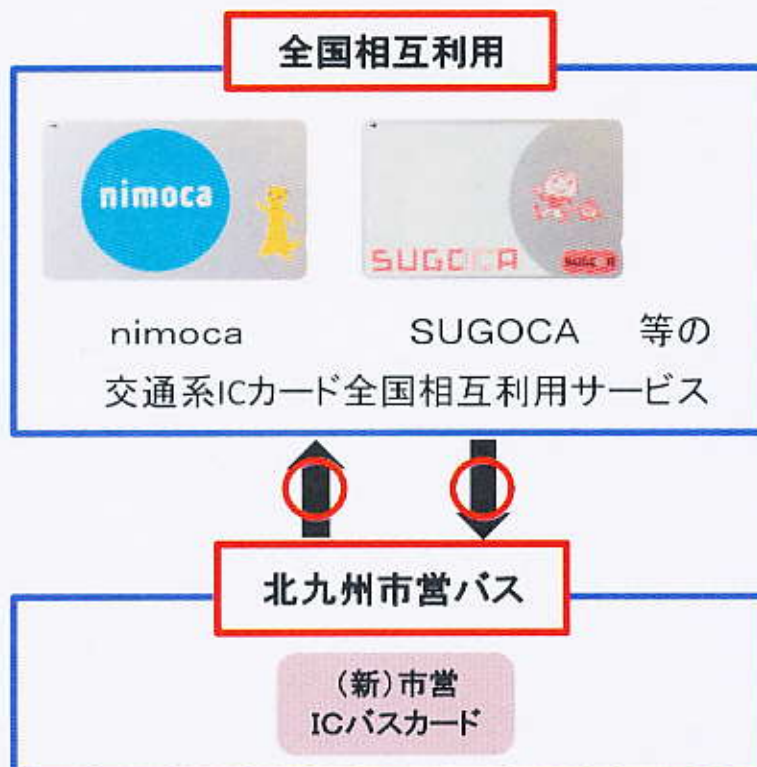 全国相互利用
nimoca
SUGOCA
nimoca SUGOCA 等の
交通系ICカード全国相互利用サービス
北九州市営バス
(新)市営
ICバスカード